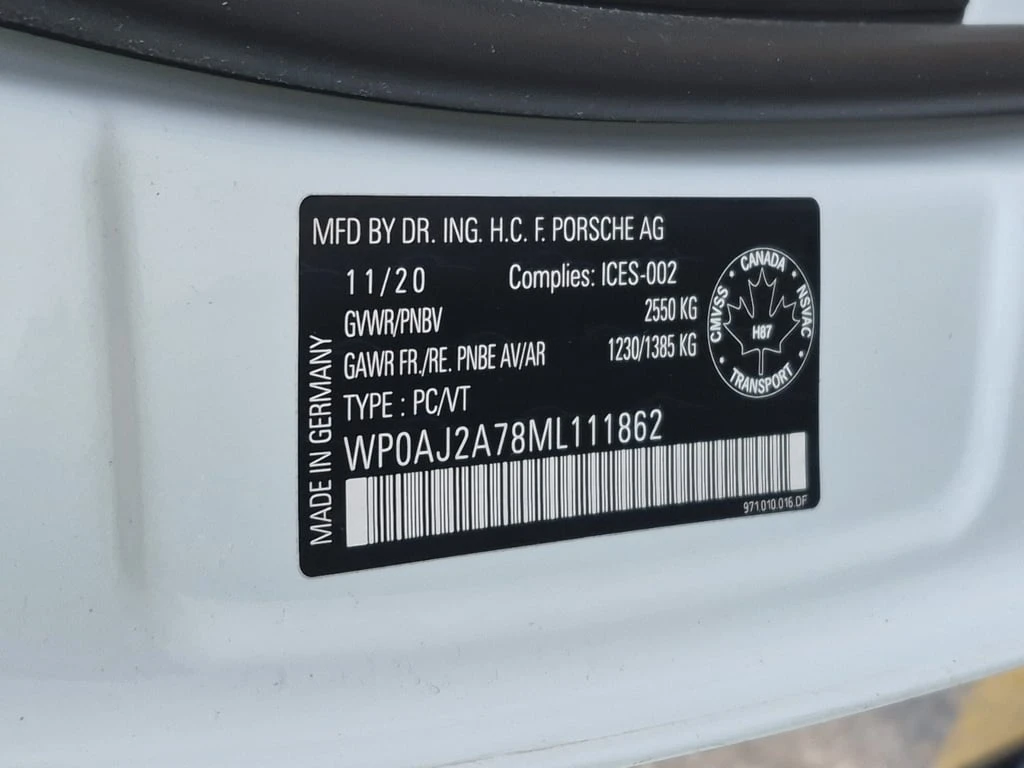 MFD BY DR. ING. H.C. F. PORSCHE AG
11/20 Complies: ICES-002
GVWR/PNBV 2550 KG
GAWR FR./RE. PNBE AV/AR 1230/1385 KG
TYPE : PC/VT
WP0AJ2A78ML111862
971.010.016.DF
MADE IN GERMANY
CANADA
CMVSS
NSVAC
H87
TRANSPORT